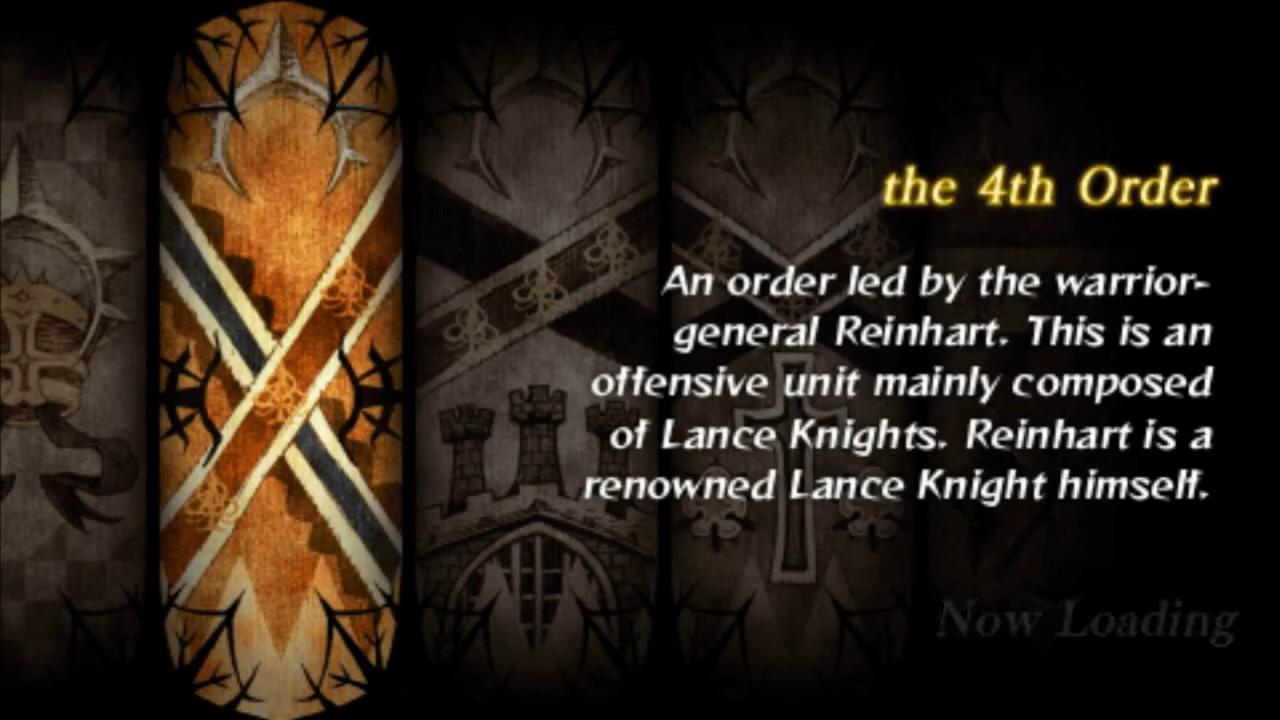 the 4th Order
An order led by the warrior-
general Reinhart. This is an
offensive unit mainly composed
of Lance Knights. Reinhart is a
renowned Lance Knight himself.
Now Loading